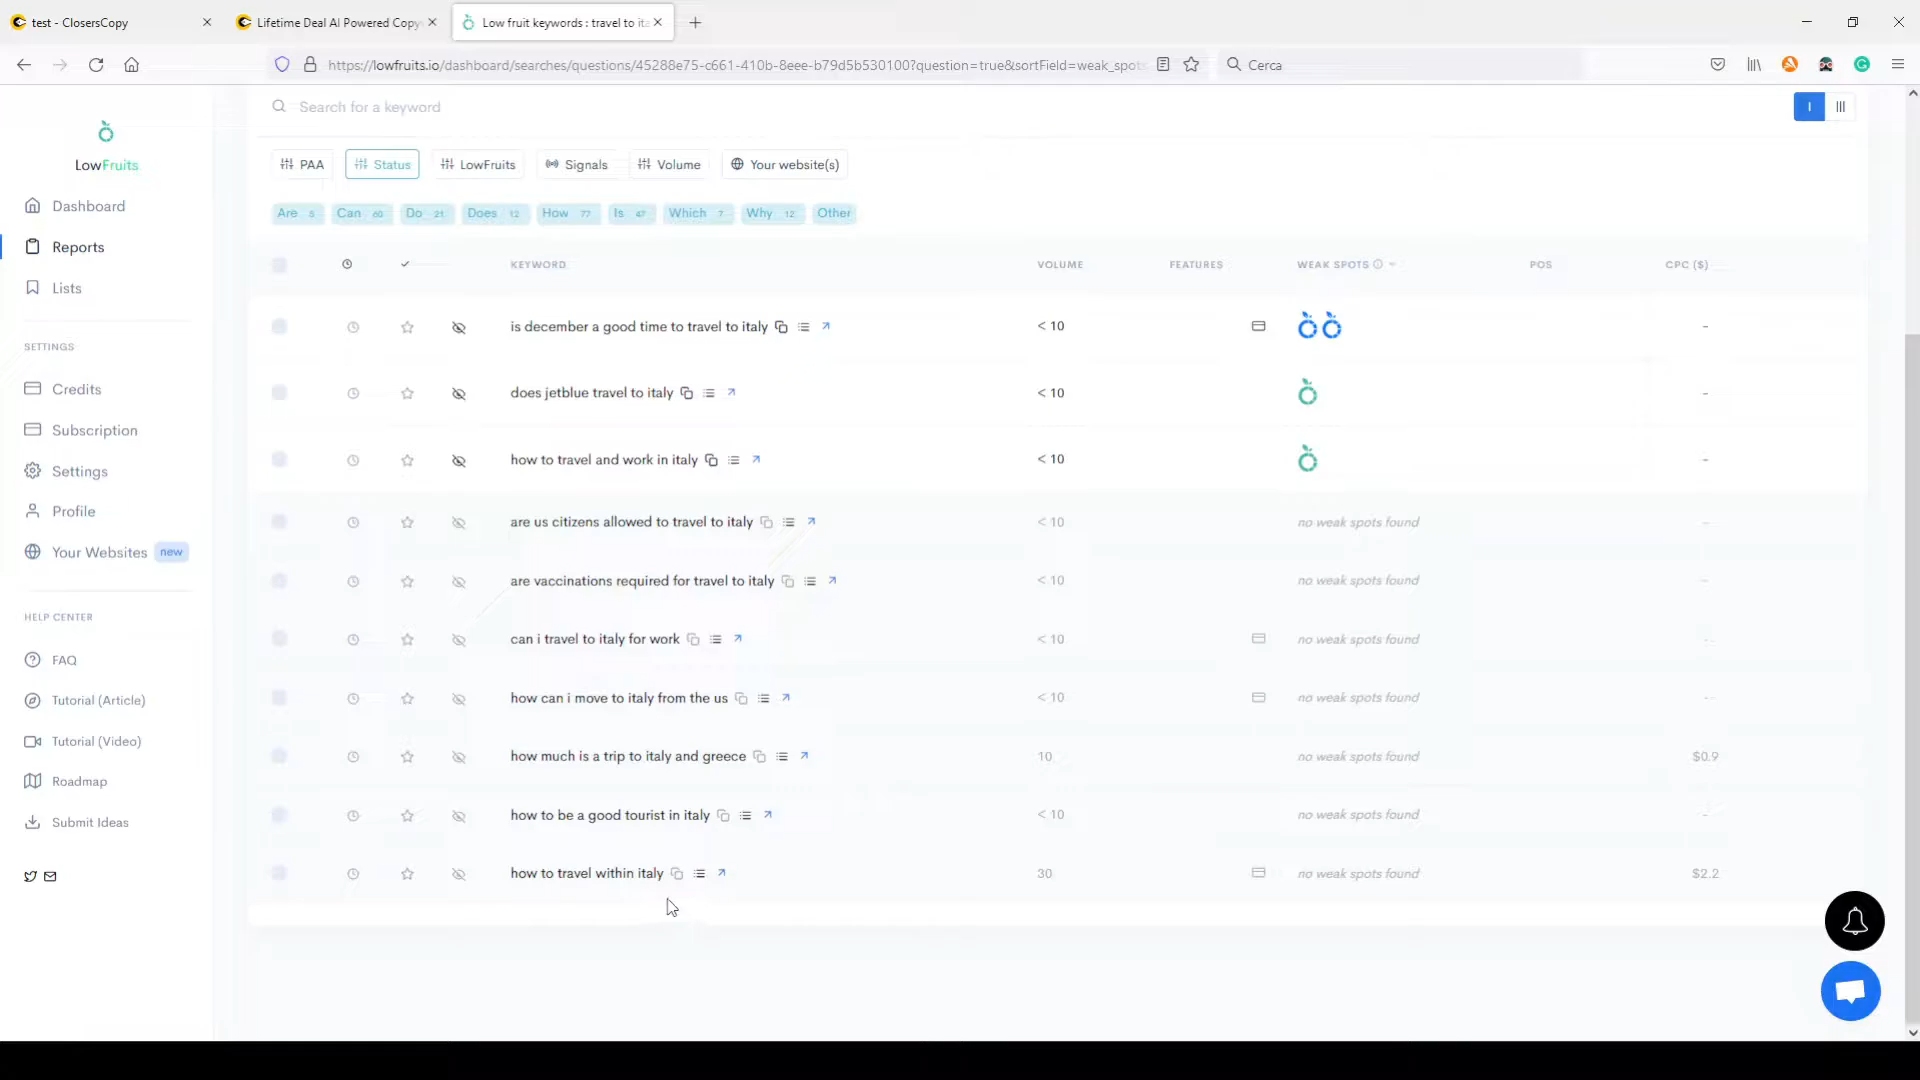 test - ClosersCopy
Lifetime Deal AI Powered Copy
Low fruit keywords : travel to it
https://lowfruits.io/dashboard/searches/questions/45288e75-c661-410b-8eee-b79d5b530100?question=true&sortField=weak_spots
Cerca
LowFruits
Dashboard
Reports
Lists
SETTINGS
Credits
Subscription
Settings
Profile
Your Websites new
HELP CENTER
FAQ
Tutorial (Article)
Tutorial (Video)
Roadmap
Submit Ideas
Search for a keyword
PAA Status LowFruits Signals Volume Your website(s)
Are 5 Can 60 Do 21 Does 12 How 77 Is 47 Which 7 Why 12 Other
KEYWORD VOLUME FEATURES WEAK SPOTS POS CPC ($)
is december a good time to travel to italy < 10 -
does jetblue travel to italy < 10 -
how to travel and work in italy < 10 -
are us citizens allowed to travel to italy < 10 no weak spots found -
are vaccinations required for travel to italy < 10 no weak spots found -
can i travel to italy for work < 10 no weak spots found -
how can i move to italy from the us < 10 no weak spots found -
how much is a trip to italy and greece 10 no weak spots found $0.9
how to be a good tourist in italy < 10 no weak spots found -
how to travel within italy 30 no weak spots found $2.2